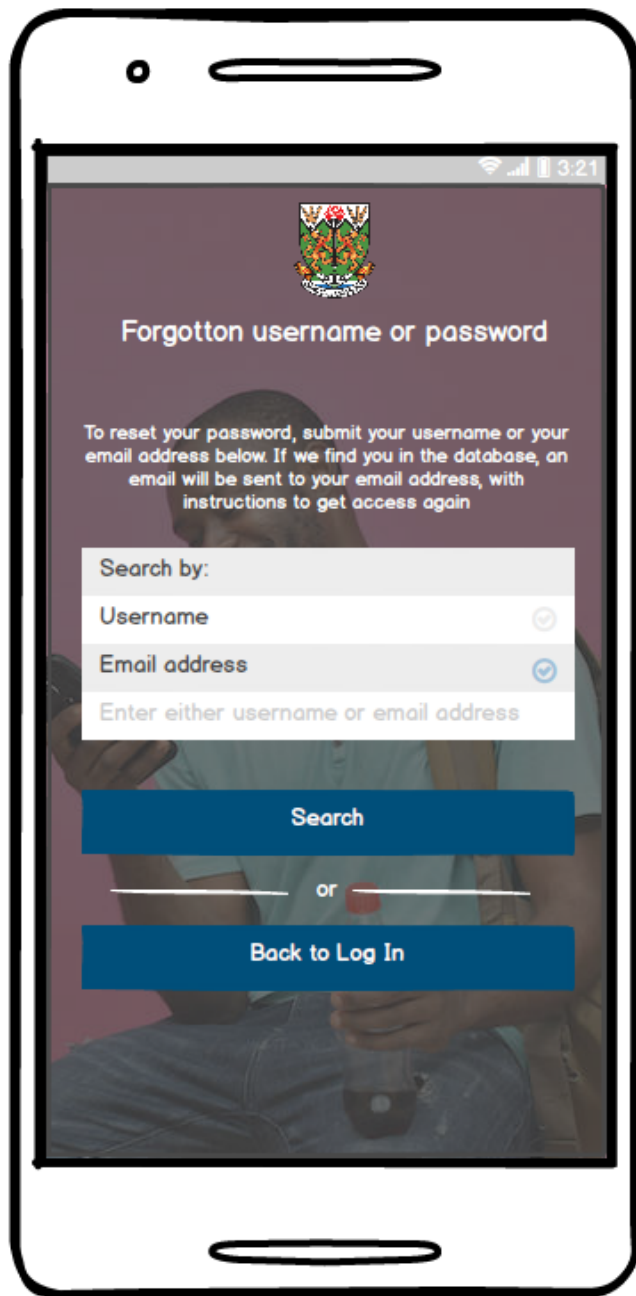 3:21
Forgotton username or password
To reset your password, submit your username or your
email address below. If we find you in the database, an
email will be sent to your email address, with
instructions to get access again
Search by:
Username
Email address
Enter either username or email address
Search
or
Back to Log In